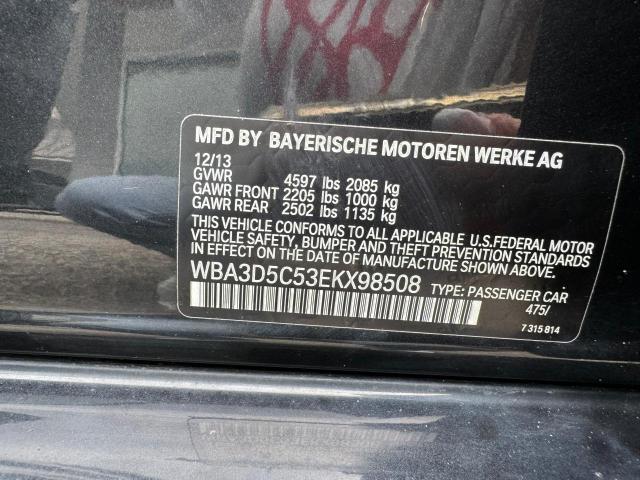 MFD BY BAYERISCHE MOTOREN WERKE AG
12/13
GVWR 4597 lbs 2085 kg
GAWR FRONT 2205 lbs 1000 kg
GAWR REAR 2502 lbs 1135 kg
THIS VEHICLE CONFORMS TO ALL APPLICABLE U.S.FEDERAL MOTOR
VEHICLE SAFETY, BUMPER AND THEFT PREVENTION STANDARDS
IN EFFECT ON THE DATE OF MANUFACTURE SHOWN ABOVE.
WBA3D5C53EKX98508 TYPE: PASSENGER CAR
475/
7 315 814